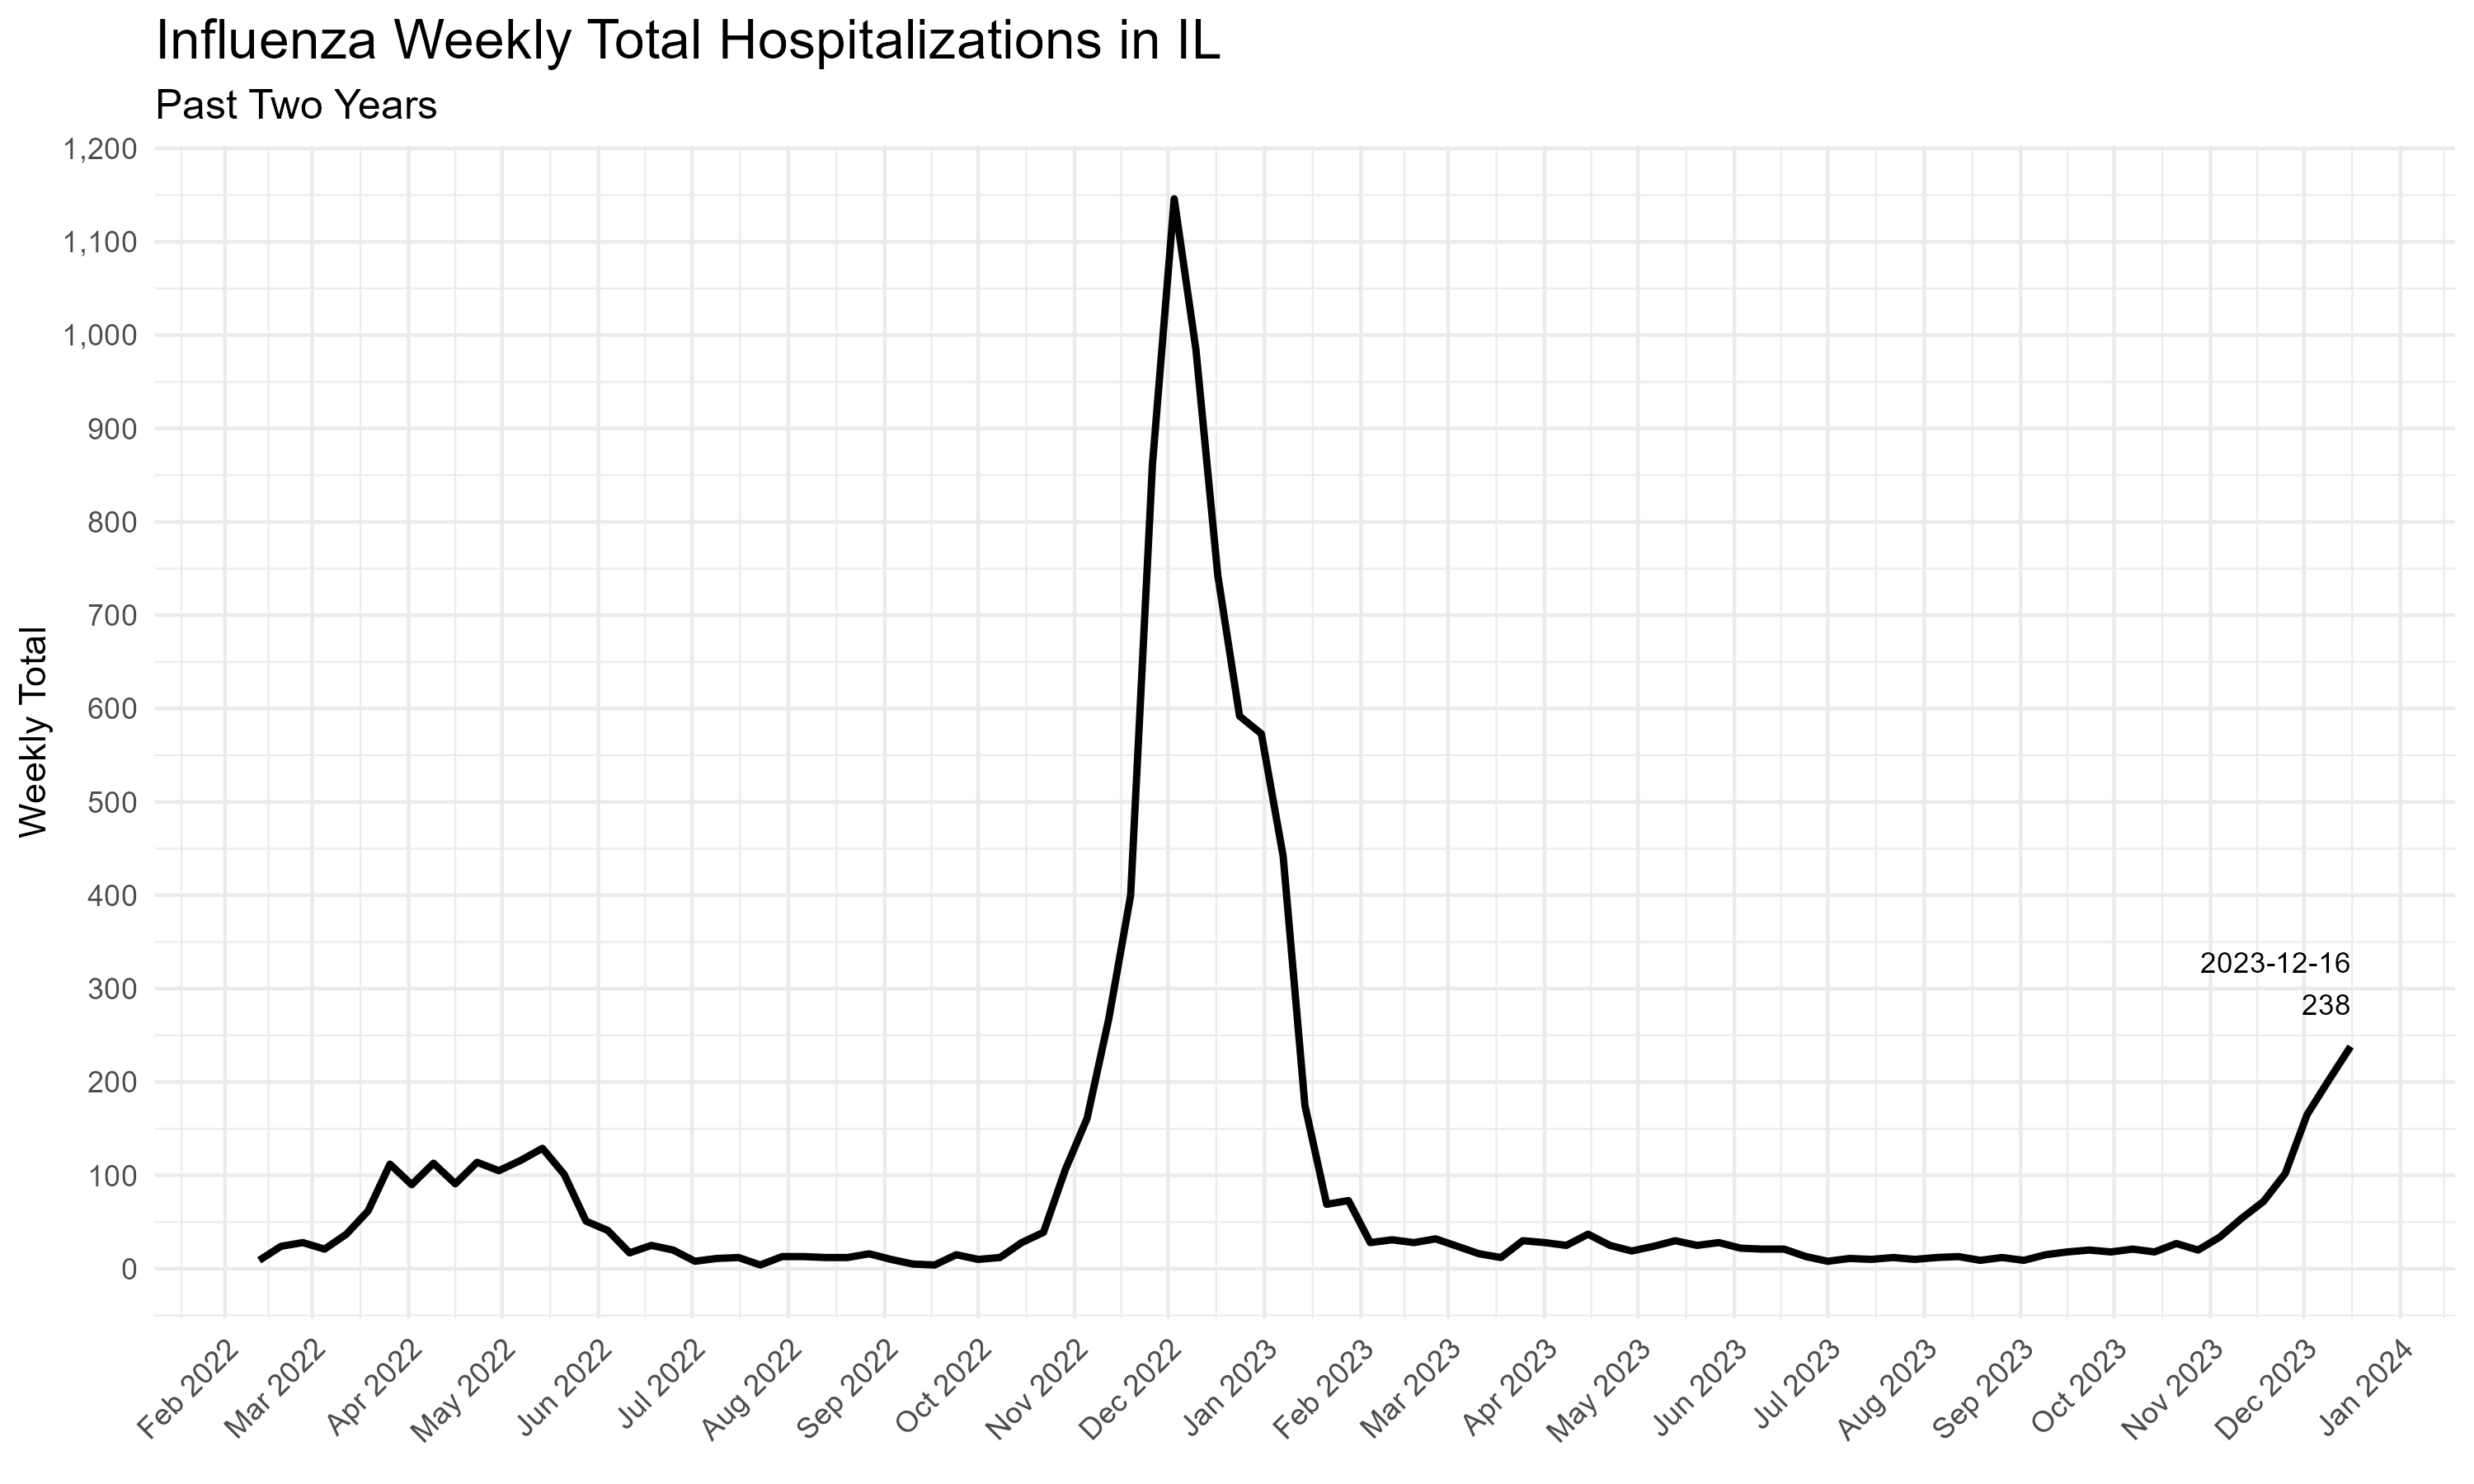 Influenza Weekly Total Hospitalizations in IL
Past Two Years
1,200
1,100
1,000
900
800
700
600
500
400
300
200
100
0
Weekly Total
2023-12-16
238
Feb 2022
Mar 2022
Apr 2022
May 2022
Jun 2022
Jul 2022
Aug 2022
Sep 2022
Oct 2022
Nov 2022
Dec 2022
Jan 2023
Feb 2023
Mar 2023
Apr 2023
May 2023
Jun 2023
Jul 2023
Aug 2023
Sep 2023
Oct 2023
Nov 2023
Dec 2023
Jan 2024